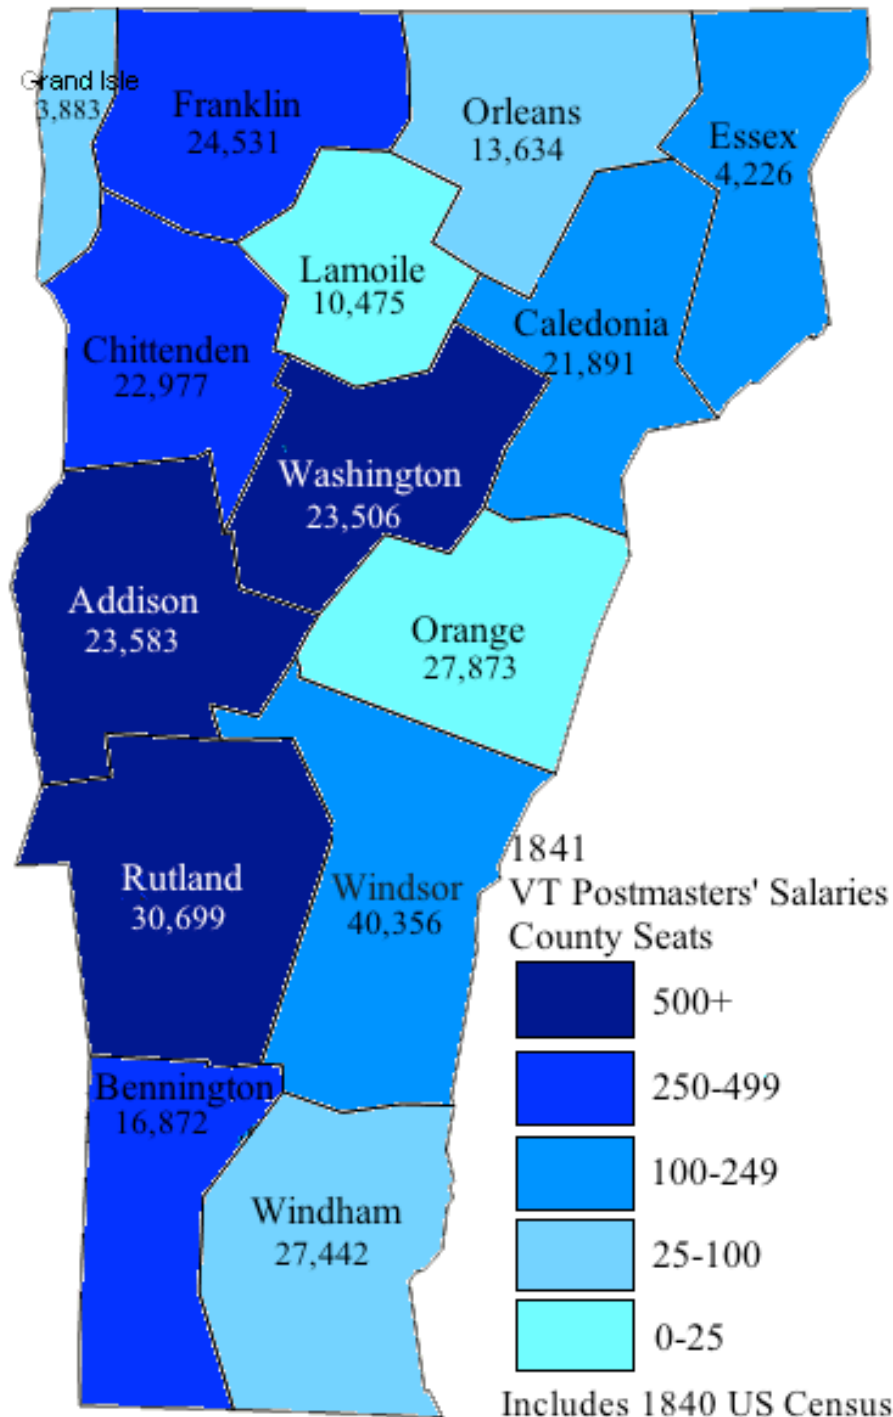 Grand Isle
3,883
Franklin
24,531
Orleans
13,634
Essex
4,226
Lamoile
10,475
Caledonia
21,891
Chittenden
22,977
Washington
23,506
Addison
23,583
Orange
27,873
Rutland
30,699
Windsor
40,356
Bennington
16,872
Windham
27,442
1841
VT Postmasters' Salaries
County Seats
500+
250-499
100-249
25-100
0-25
Includes 1840 US Census